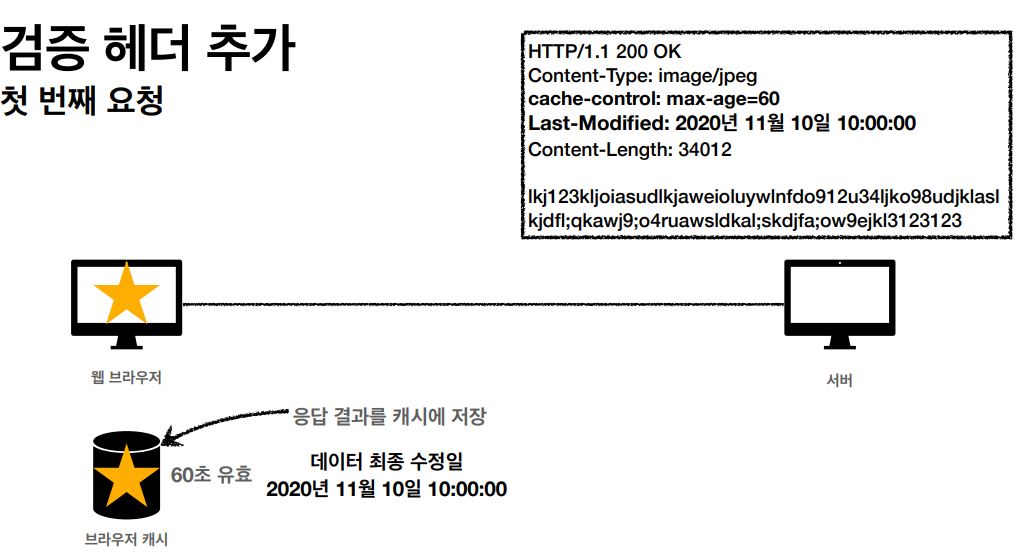 검증 헤더 추가
첫 번째 요청
HTTP/1.1 200 OK
Content-Type: image/jpeg
cache-control: max-age=60
Last-Modified: 2020년 11월 10일 10:00:00
Content-Length: 34012
lkj123kljoiasudlkjaweioluywlnfdo912u34ljko98udjklasl
kjdfl;qkawj9;o4ruawsldkal;skdjfa;ow9ejkl3123123
웹 브라우저
서버
응답 결과를 캐시에 저장
60초 유효
데이터 최종 수정일
2020년 11월 10일 10:00:00
브라우저 캐시